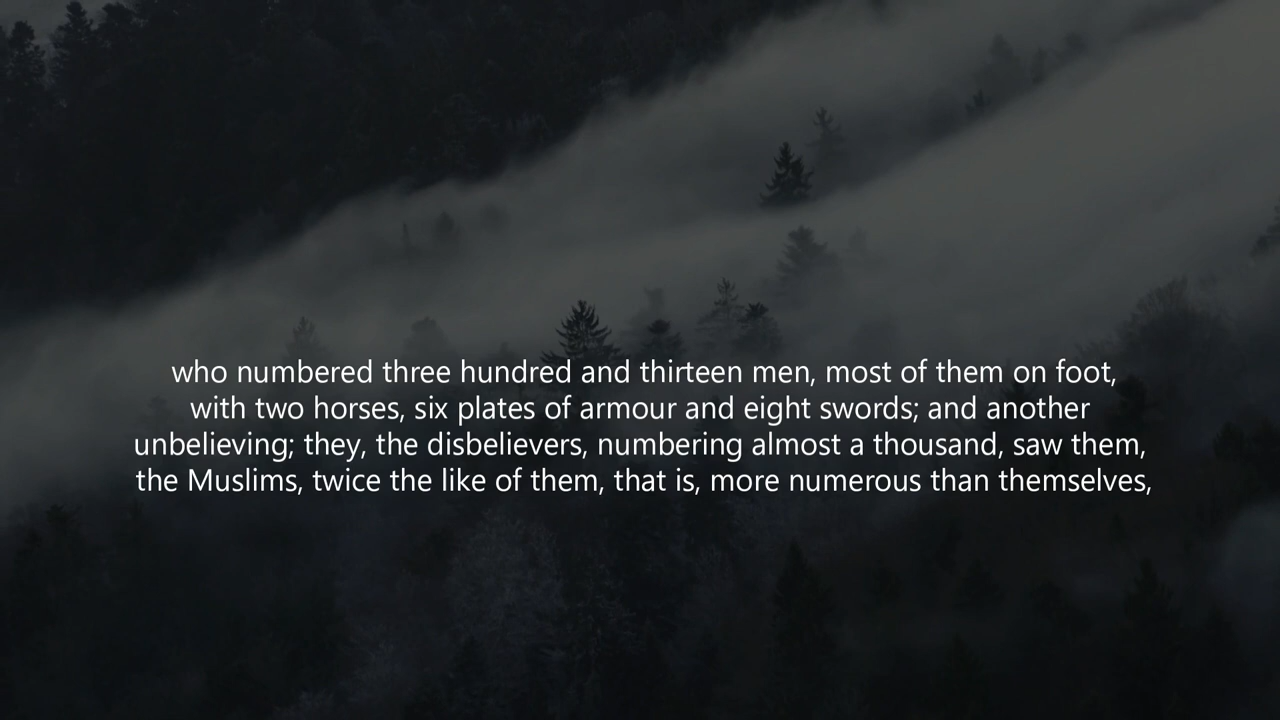 who numbered three hundred and thirteen men, most of them on foot,
with two horses, six plates of armour and eight swords; and another
unbelieving; they, the disbelievers, numbering almost a thousand, saw them,
the Muslims, twice the like of them, that is, more numerous than themselves,